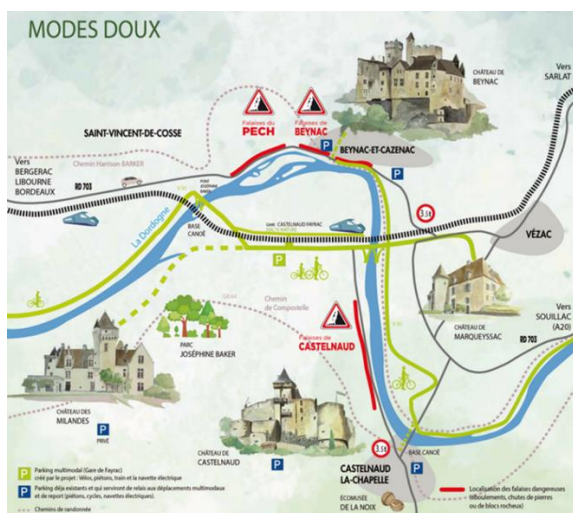 MODES DOUX
Vers
SARLAT
CHÂTEAU DE
BEYNAC
Falaises du
PECH
Falaises de
BEYNAC
SAINT-VINCENT-DE-COSSE
BEYNAC-ET-CAZENAC
P
P
Vers
BERGERAC
LIBOURNE
BORDEAUX
Chemin Harrison BARKER
RD 703
3.5t
La Dordogne
BASE
CANOË
CASTELNAUD FAYRAC
VÉZAC
P
Chemin
de Compostelle
CHÂTEAU DE
MARQUEYSSAC
Vers
SOUILLAC
(A20)
RD 703
PARC
JOSÉPHINE BAKER
Falaises de
CASTELNAUD
CHÂTEAU DES
MILANDES
P
PRIVÉ
CHÂTEAU DE
CASTELNAUD
P
3.5t
BASE CANOË
P
CASTELNAUD
LA-CHAPELLE
ÉCOMUSÉE
DE LA NOIX
P Parking multimodal (Gare de Fayrac)
créé par le projet : Vélos, piétons, train et la navette électrique
P Parking déja existants et qui serviront de relais aux déplacements multimodaux
et de report (piétons, cycles, navettes électriques).
Chemins de randonnée
Localisation des falaises dangereuses
(éboulements, chutes de pierres
ou de blocs rocheux)